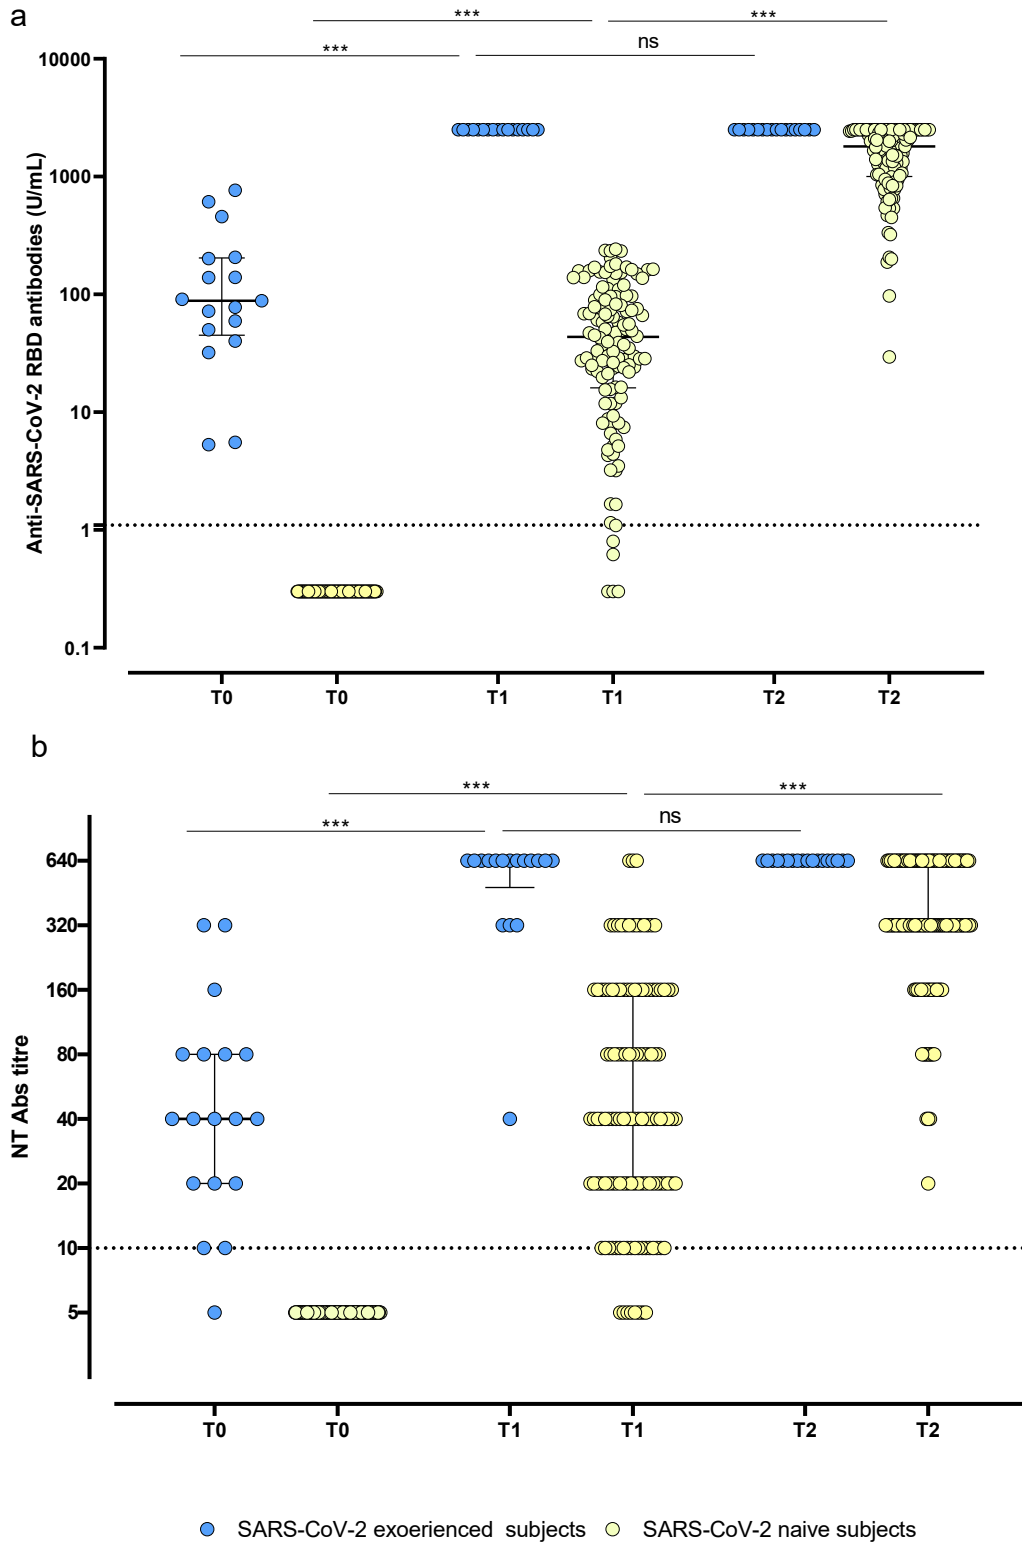 a
*** ***
*** ns
10000
1000
100
10
1
0.1
Anti-SARS-CoV-2 RBD antibodies (U/mL)
T0 T0 T1 T1 T2 T2
b
*** ***
*** ns
640
320
160
80
40
20
10
5
NT Abs titre
T0 T0 T1 T1 T2 T2
SARS-CoV-2 exoerienced subjects SARS-CoV-2 naive subjects